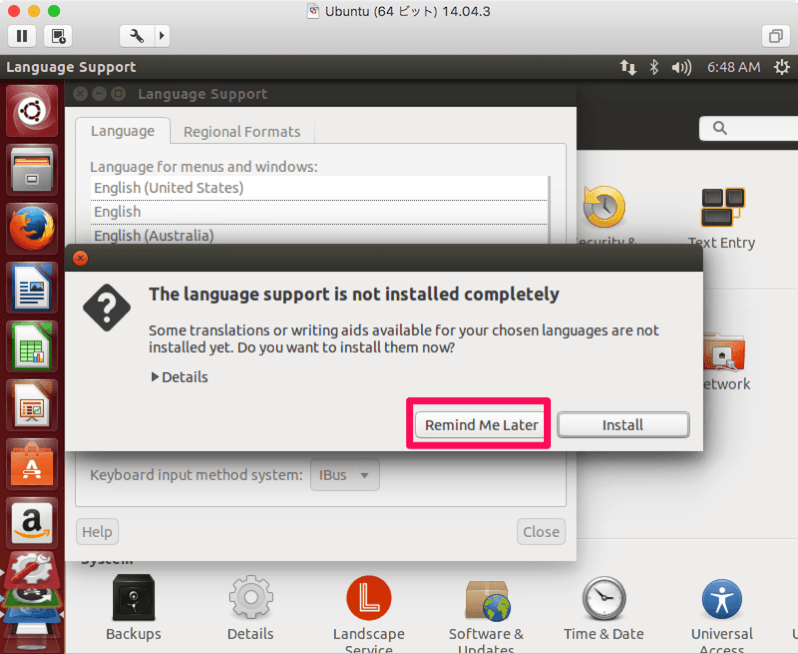 Ubuntu (64 ビット) 14.04.3
Language Support
6:48 AM
Language Support
Language
Regional Formats
Language for menus and windows:
English (United States)
English
English (Australia)
Security &
Text Entry
The language support is not installed completely
Some translations or writing aids available for your chosen languages are not
installed yet. Do you want to install them now?
Details
etwork
Remind Me Later
Install
Keyboard input method system:
IBus
Help
Close
System
Backups
Details
Landscape
Service
Software &
Updates
Time & Date
Universal
Access